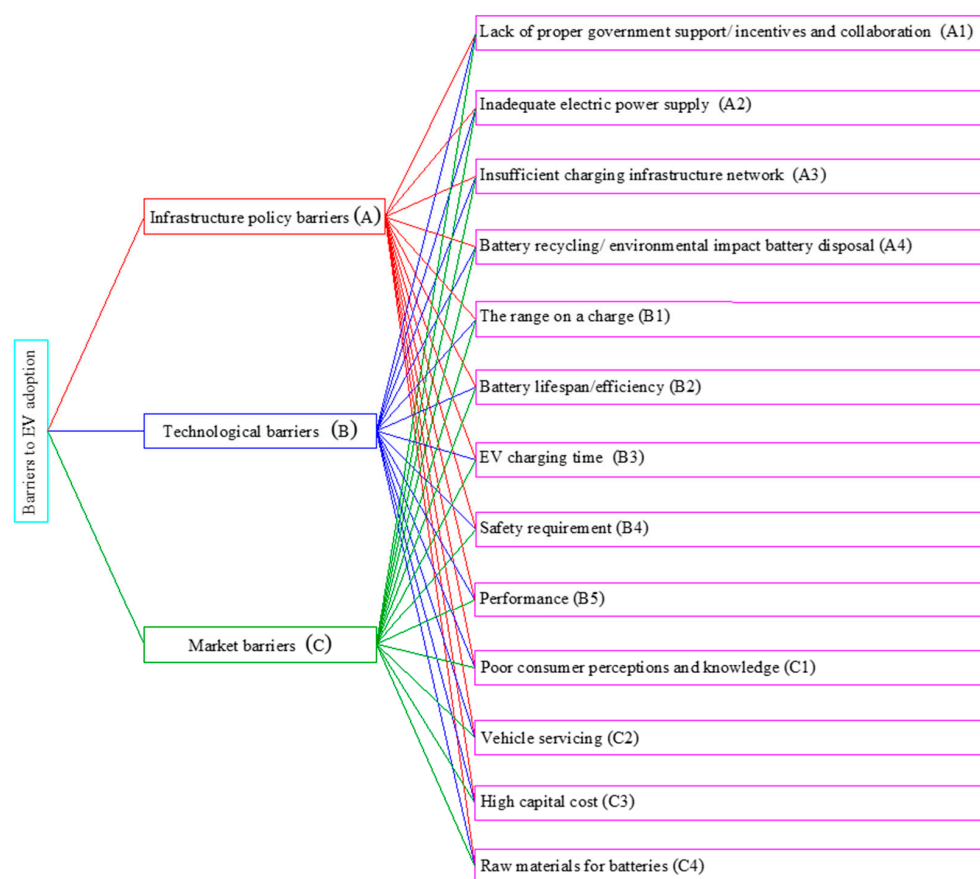 Barriers to EV adoption
Infrastructure policy barriers (A)
Technological barriers (B)
Market barriers (C)
Lack of proper government support/ incentives and collaboration (A1)
Inadequate electric power supply (A2)
Insufficient charging infrastructure network (A3)
Battery recycling/ environmental impact battery disposal (A4)
The range on a charge (B1)
Battery lifespan/efficiency (B2)
EV charging time (B3)
Safety requirement (B4)
Performance (B5)
Poor consumer perceptions and knowledge (C1)
Vehicle servicing (C2)
High capital cost (C3)
Raw materials for batteries (C4)